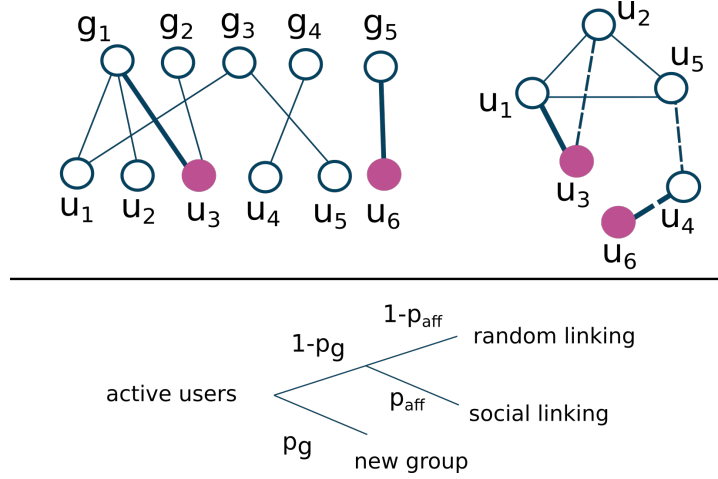 g1 g2 g3 g4 g5
u1 u2 u3 u4 u5 u6
u2
u5
u1
u3
u4
u6
1-paff
random linking
1-pg
active users
paff
social linking
pg
new group